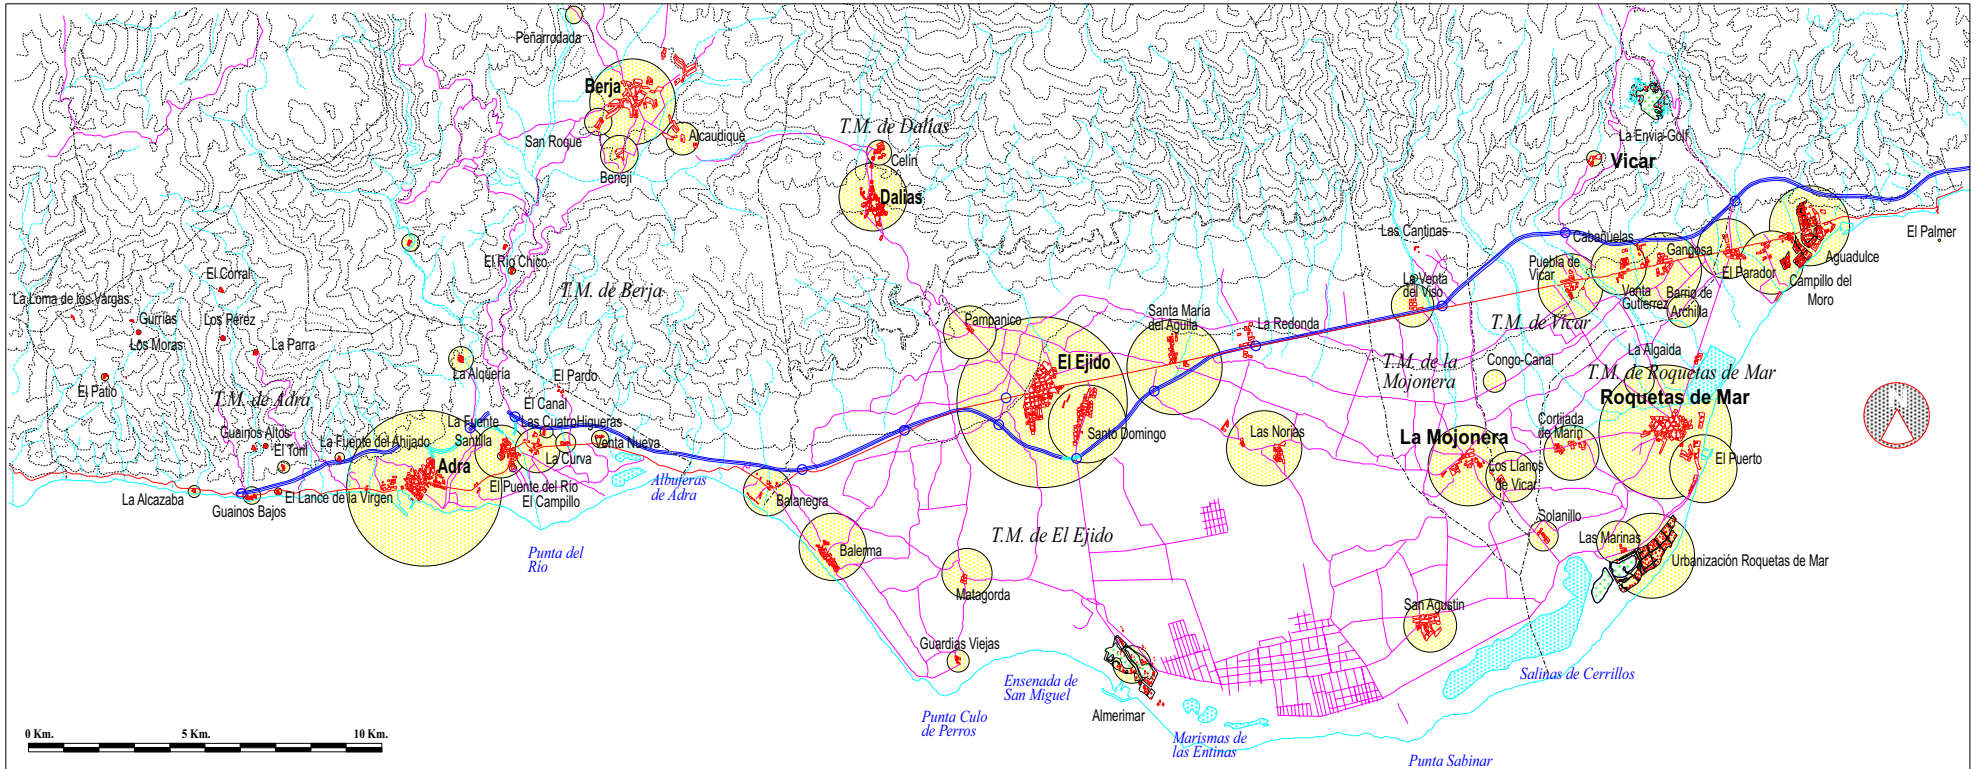 Peñarrodada
Berja
San Roque
Alcaudique
Beneji
T.M. de Dalías
Celín
Dalías
La Envia-Golf
Vicar
El Palmer
Aguadulce
Campillo del
Moro
El Parador
Gangosa
Cabañuelas
Venta
Gutierrez
Barrio de
Archilla
Puebla de
Vicar
Las Cantinas
La Venta
del Viso
T.M. de Vicar
El Corral
La Loma de los Vargas
Gurrías
Los Moras
Los Pérez
La Parra
El Patio
El Río Chico
T.M. de Berja
La Alquería
El Pardo
T.M. de Adra
El Canal
Las Cuatro Higueras
La Fuente
Santilla
Guainos Altos
El Toril
La Fuente del Ahijado
Adra
La Curva
Venta Nueva
El Puente del Río
El Campillo
La Alcazaba
Guainos Bajos
El Lance de la Virgen
Albuferas
de Adra
Punta del
Río
Pampanico
El Ejido
Santa María
del Aguila
La Redonda
Santo Domingo
Las Norias
T.M. de la
Mojonera
Congo-Canal
La Algaida
T.M. de Roquetas de Mar
Roquetas de Mar
La Mojonera
Cortijada
de Marín
Los Llanos
de Vicar
El Puerto
Balanegra
Balerma
T.M. de El Ejido
Matagorda
Guardias Viejas
Solanillo
Las Marinas
Urbanización Roquetas de Mar
San Agustin
Salinas de Cerrillos
Ensenada de
San Miguel
Almerimar
Punta Culo
de Perros
Marismas de
las Entinas
Punta Sabinar
0 Km.
5 Km.
10 Km.